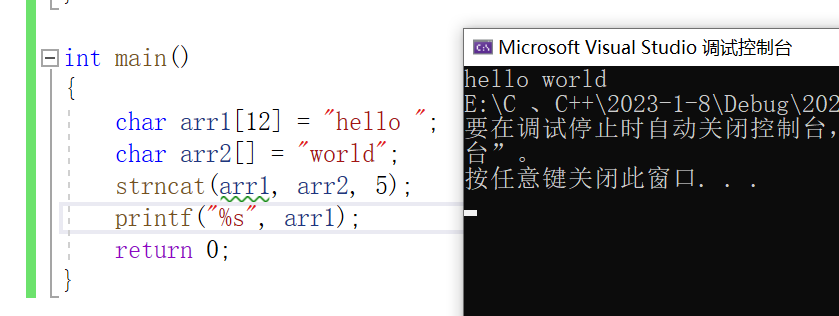 int main()
{
char arr1[12] = "hello ";
char arr2[] = "world";
strncat(arr1, arr2, 5);
printf("%s", arr1);
return 0;
}
Microsoft Visual Studio 调试控制台
hello world
E:\C 、C++\2023-1-8\Debug\202
要在调试停止时自动关闭控制台,
台”。
按任意键关闭此窗口. . .